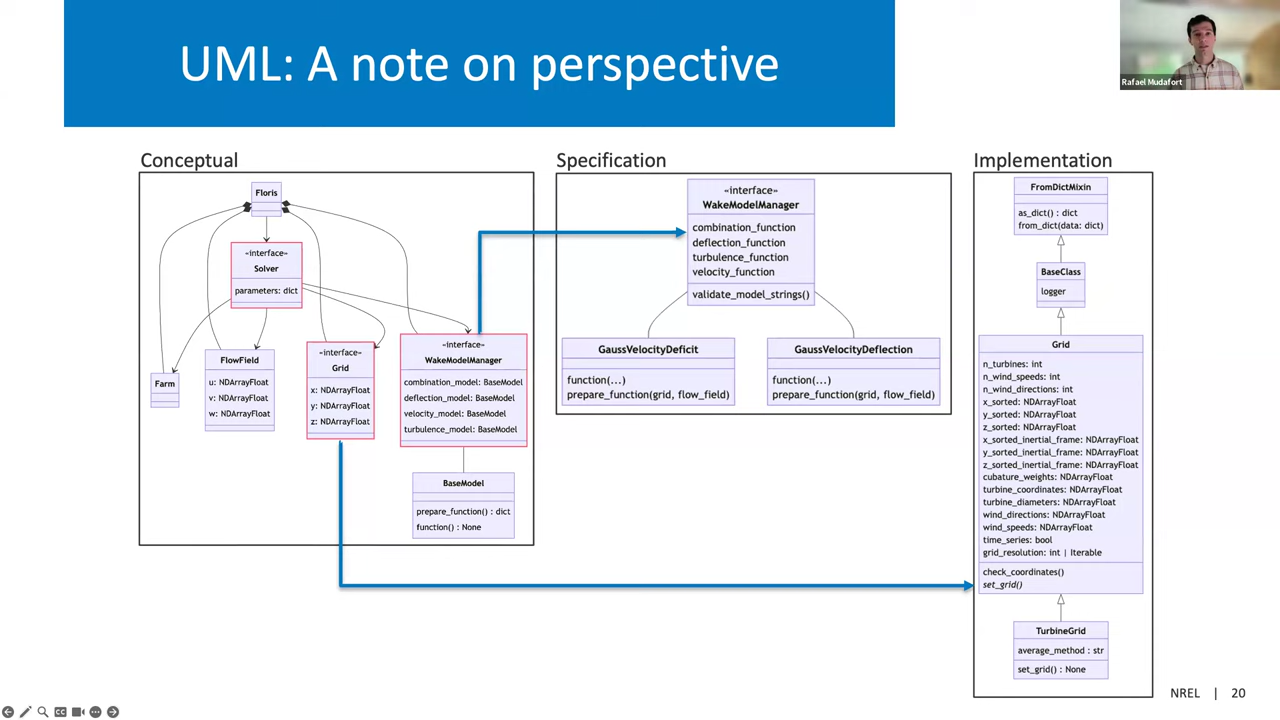 UML: A note on perspective
Rafael Mudafort
Conceptual
Floris
«interface»
Solver
parameters: dict
Farm
FlowField
u: NDArrayFloat
v: NDArrayFloat
w: NDArrayFloat
«interface»
Grid
x: NDArrayFloat
y: NDArrayFloat
z: NDArrayFloat
«interface»
WakeModelManager
combination_model: BaseModel
deflection_model: BaseModel
velocity_model: BaseModel
turbulence_model: BaseModel
BaseModel
prepare_function() : dict
function() : None
Specification
«interface»
WakeModelManager
combination_function
deflection_function
turbulence_function
velocity_function
validate_model_strings()
GaussVelocityDeficit
function(...)
prepare_function(grid, flow_field)
GaussVelocityDeflection
function(...)
prepare_function(grid, flow_field)
Implementation
FromDictMixin
as_dict() : dict
from_dict(data: dict)
BaseClass
logger
Grid
n_turbines: int
n_wind_speeds: int
n_wind_directions: int
x_sorted: NDArrayFloat
y_sorted: NDArrayFloat
z_sorted: NDArrayFloat
x_sorted_inertial_frame: NDArrayFloat
y_sorted_inertial_frame: NDArrayFloat
z_sorted_inertial_frame: NDArrayFloat
cubature_weights: NDArrayFloat
turbine_coordinates: NDArrayFloat
turbine_diameters: NDArrayFloat
wind_directions: NDArrayFloat
wind_speeds: NDArrayFloat
time_series: bool
grid_resolution: int | Iterable
check_coordinates()
set_grid()
TurbineGrid
average_method : str
set_grid() : None
NREL | 20